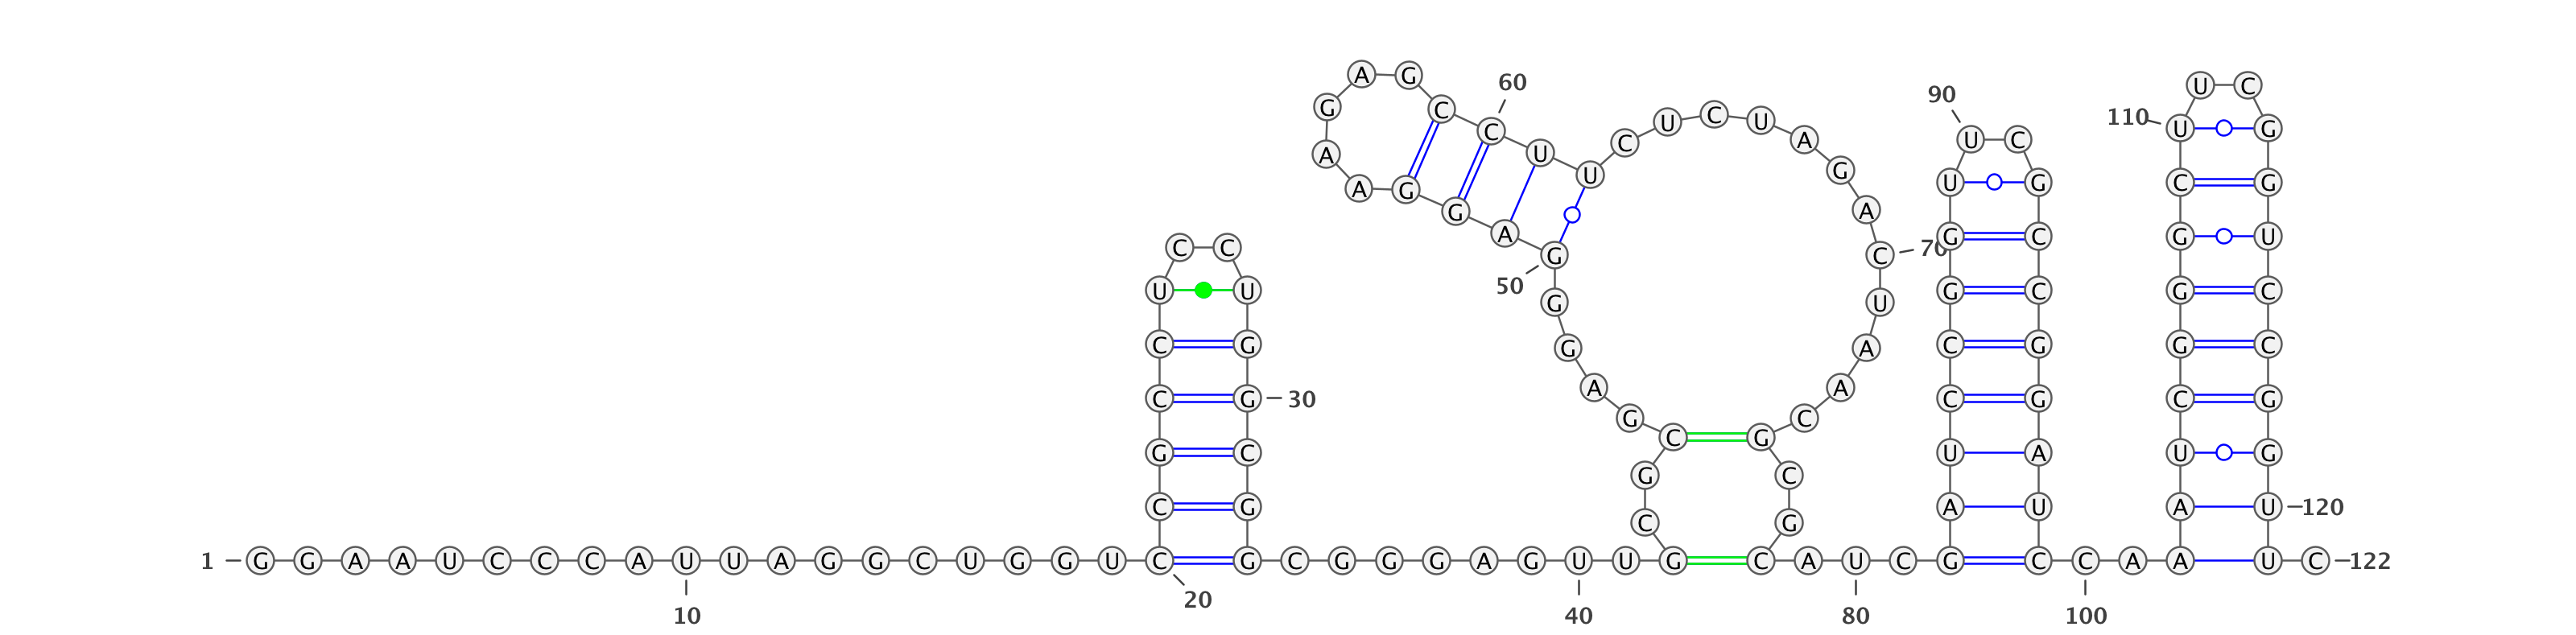 1
G G A A U C C C A U
10
U A G G C U G G U C
20
C G C C U C C U G G
30
C G G C G G G A G U
40
U G C G C G A G G G
50
A G G A A G A G C C
60
U U C U C U A G A C
70
U A A C G C G C A U
80
C G A U C C G G U U
90
C G C C G G A U C C
100
A A A U C G G G C U
110
U C G G U C C G G U
120
U C
122